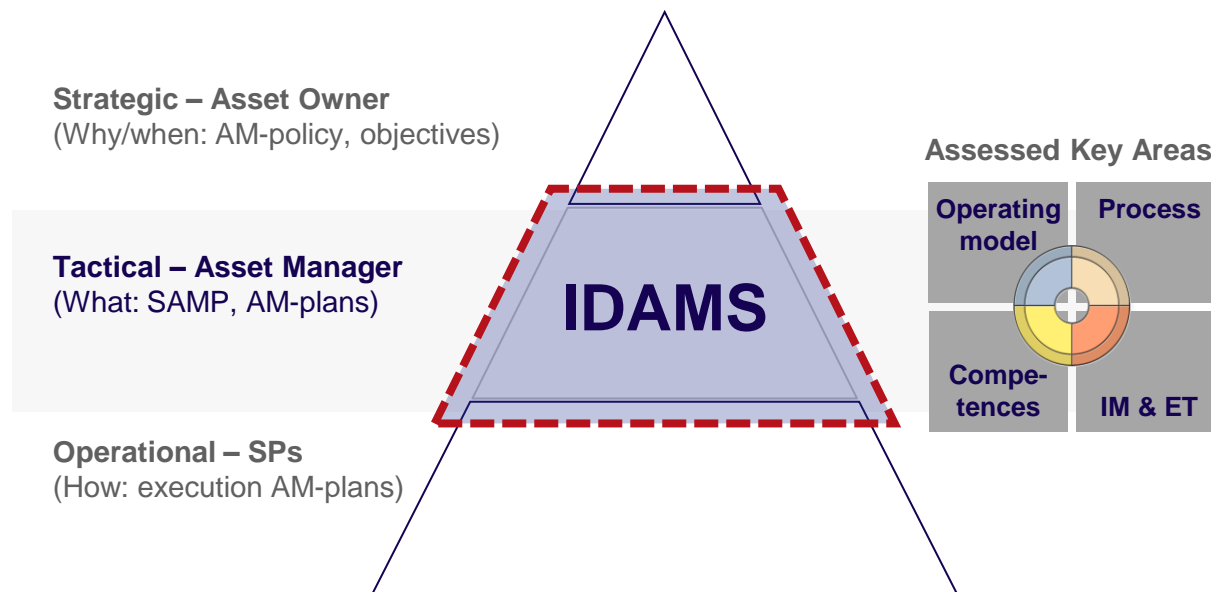 Strategic – Asset Owner
(Why/when: AM-policy, objectives)
Tactical – Asset Manager
(What: SAMP, AM-plans)
Operational – SPs
(How: execution AM-plans)
IDAMS
Assessed Key Areas
Operating
model
Process
Compe-
tences
IM & ET